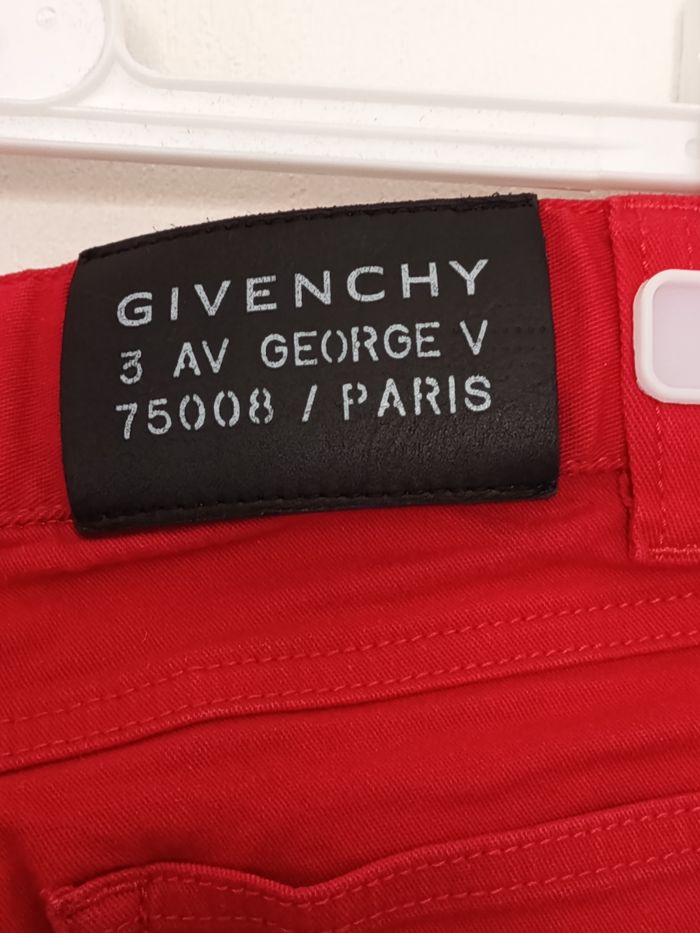 GIVENCHY
3 AV GEORGE V
75008 / PARIS